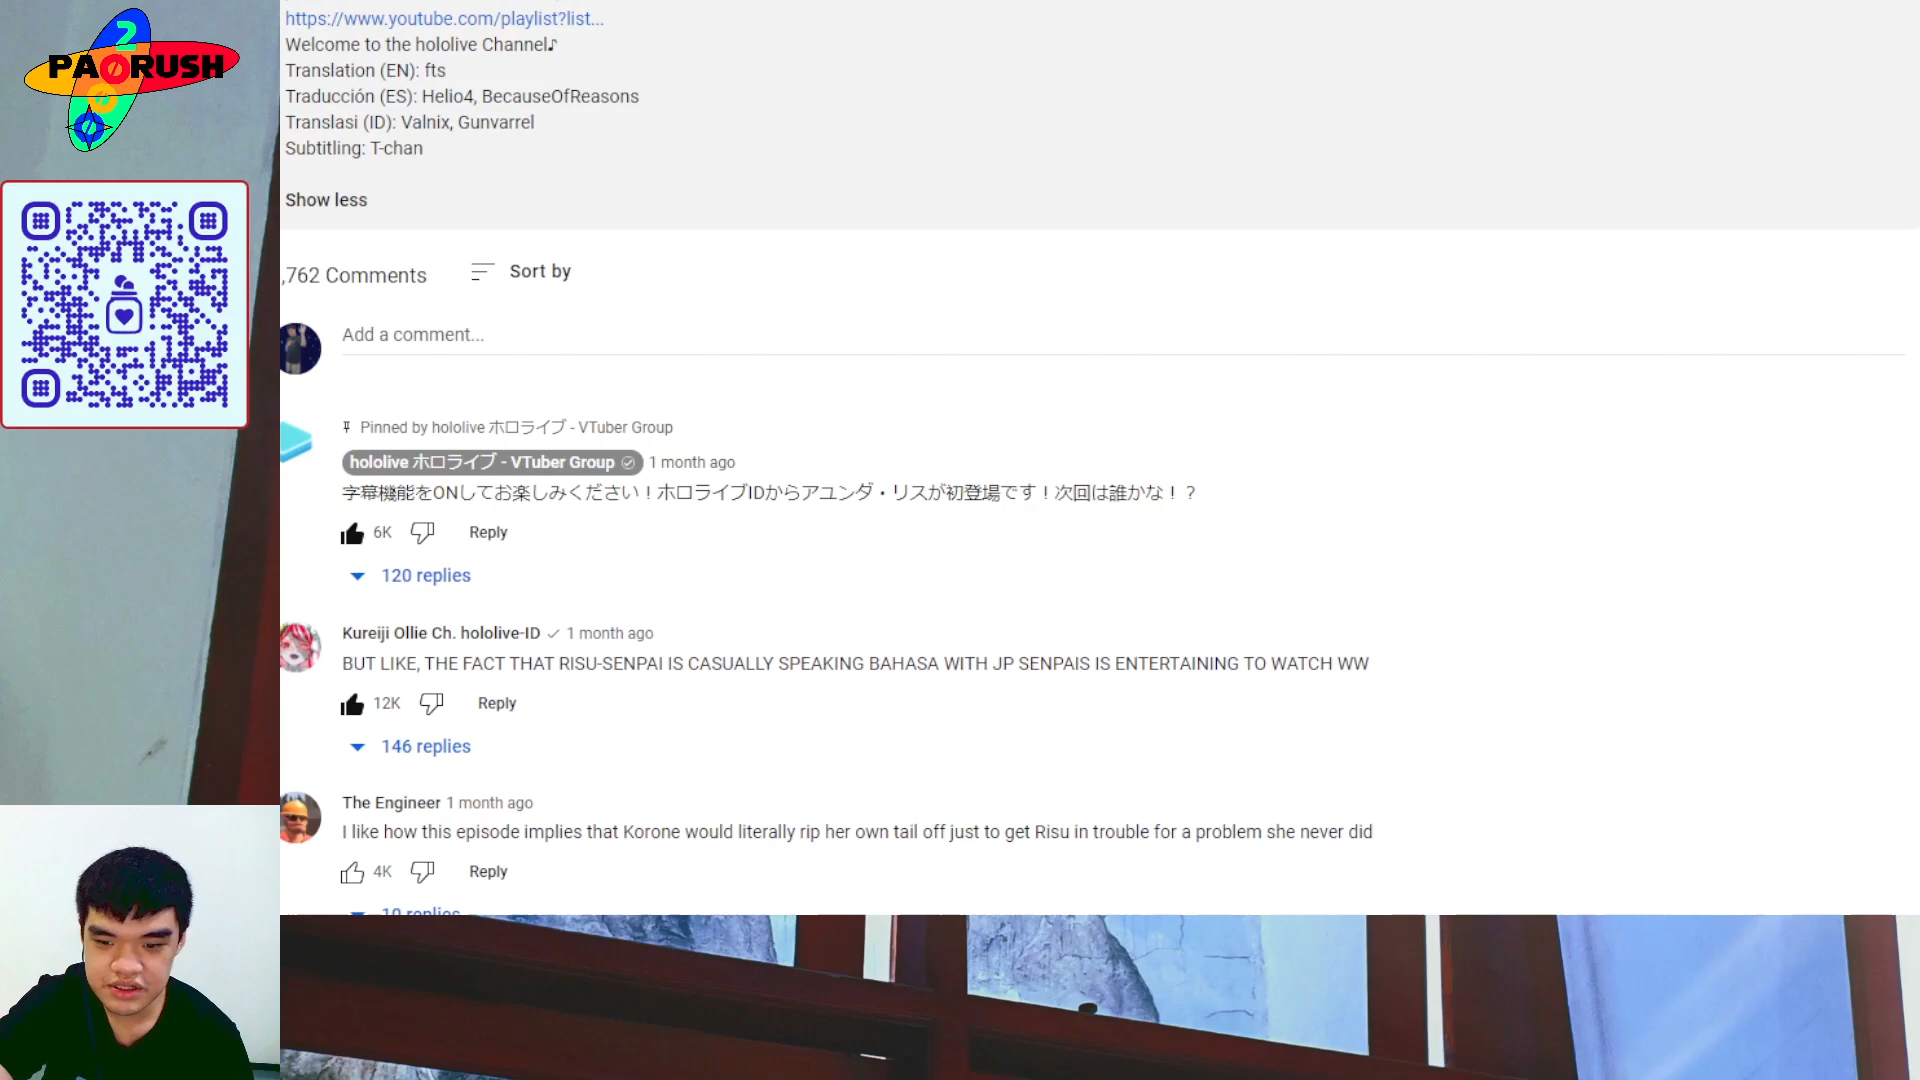 2
PAORUSH
https://www.youtube.com/playlist?list...
Welcome to the hololive Channel♪
Translation (EN): fts
Traducción (ES): Helio4, BecauseOfReasons
Translasi (ID): Valnix, Gunvarrel
Subtitling: T-chan
Show less
,762 Comments
Sort by
Add a comment...
Pinned by hololive ホロライブ - VTuber Group
hololive ホロライブ - VTuber Group 1 month ago
字幕機能をONしてお楽しみください！ホロライブIDからアユンダ・リスが初登場です！次回は誰かな！？
6K Reply
120 replies
Kureiji Ollie Ch. hololive-ID 1 month ago
BUT LIKE, THE FACT THAT RISU-SENPAI IS CASUALLY SPEAKING BAHASA WITH JP SENPAIS IS ENTERTAINING TO WATCH WW
12K Reply
146 replies
The Engineer 1 month ago
I like how this episode implies that Korone would literally rip her own tail off just to get Risu in trouble for a problem she never did
4K Reply
10 replies